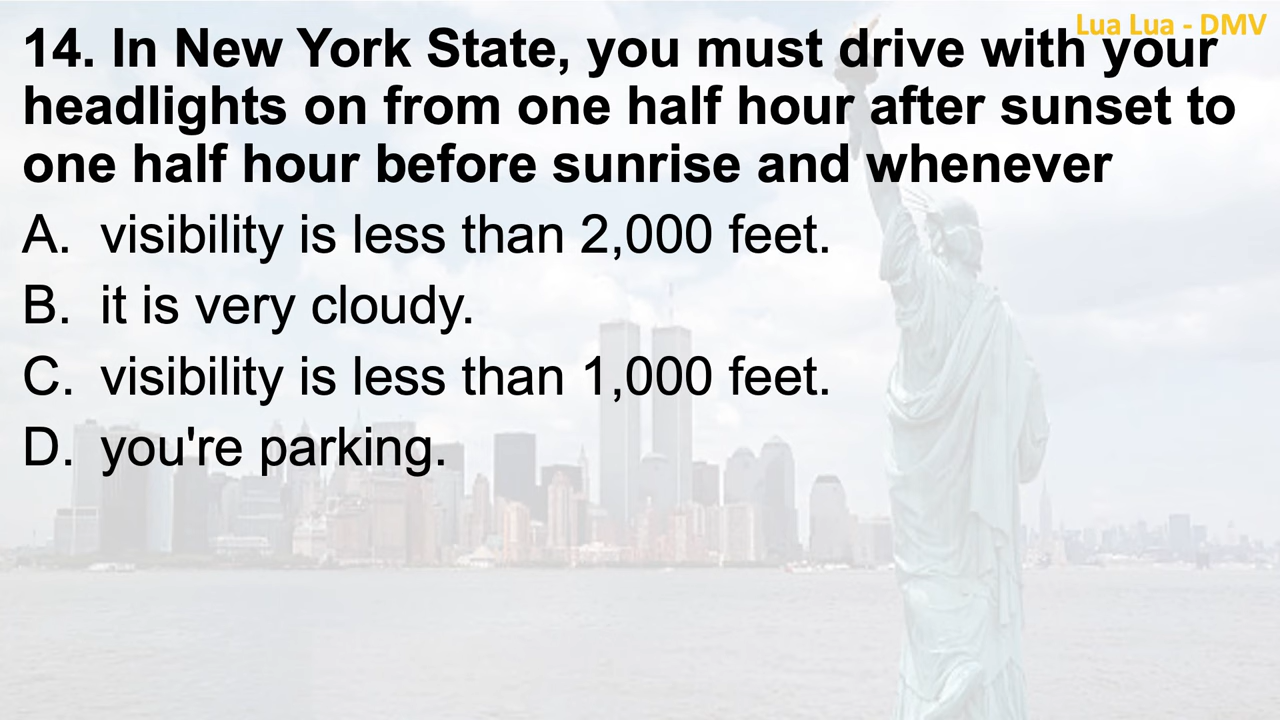 Lua Lua - DMV
14. In New York State, you must drive with your
headlights on from one half hour after sunset to
one half hour before sunrise and whenever
A. visibility is less than 2,000 feet.
B. it is very cloudy.
C. visibility is less than 1,000 feet.
D. you're parking.